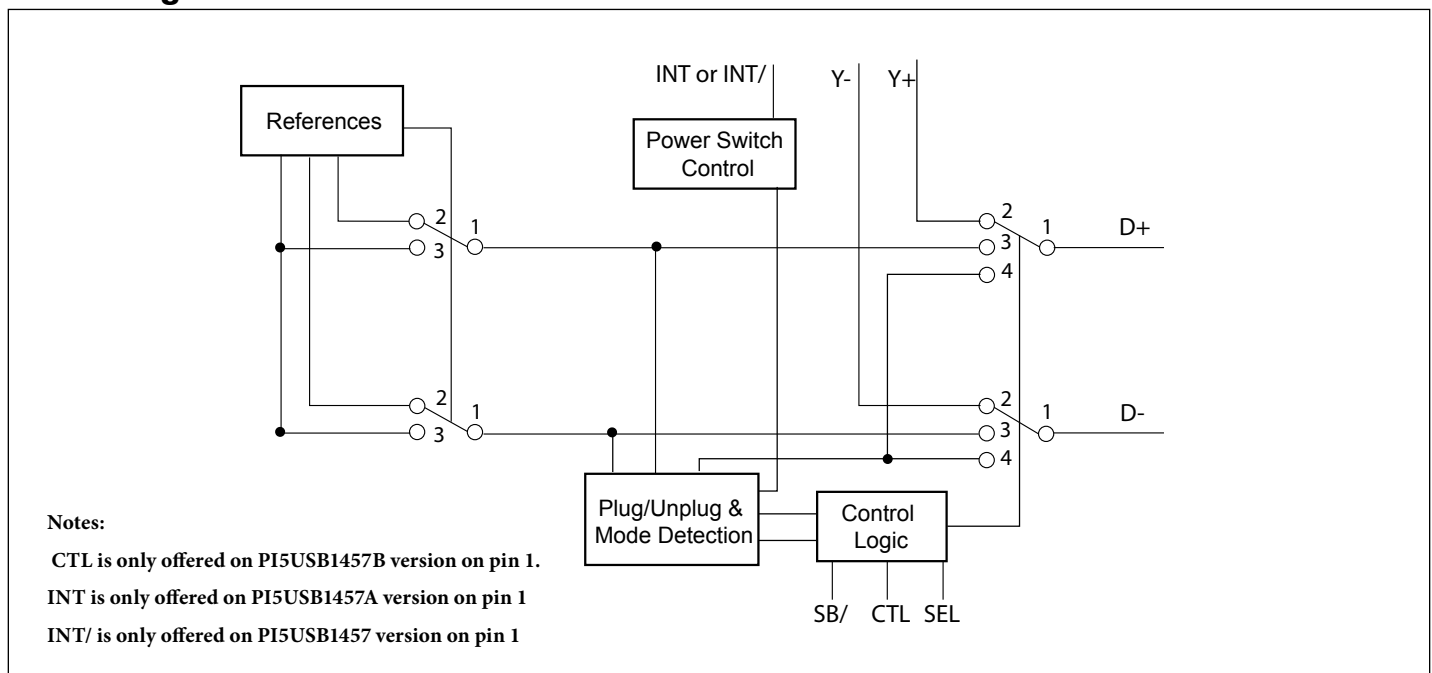 INT or INT/
Y-
Y+
References
Power Switch
Control
2
1
3
2
1
3
4
D+
2
1
3
2
1
3
4
D-
Plug/Unplug &
Mode Detection
Control
Logic
SB/
CTL
SEL
Notes:
CTL is only offered on PI5USB1457B version on pin 1.
INT is only offered on PI5USB1457A version on pin 1
INT/ is only offered on PI5USB1457 version on pin 1